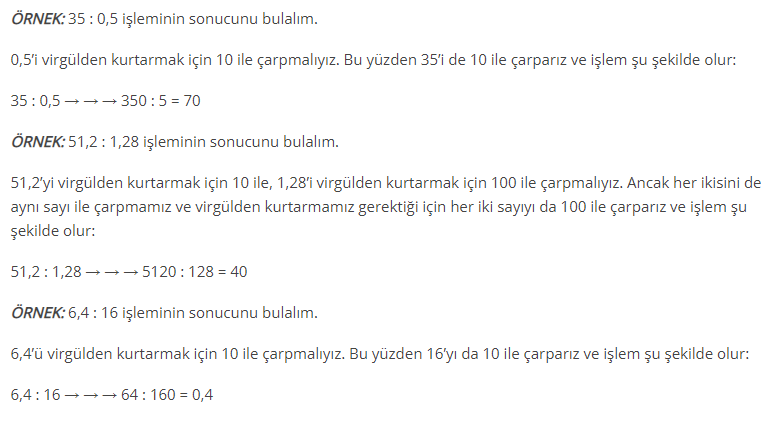 ÖRNEK: 35 : 0,5 işleminin sonucunu bulalım.
0,5’i virgülden kurtarmak için 10 ile çarpmalıyız. Bu yüzden 35’i de 10 ile çarparız ve işlem şu şekilde olur:
35 : 0,5 → → → 350 : 5 = 70
ÖRNEK: 51,2 : 1,28 işleminin sonucunu bulalım.
51,2’yi virgülden kurtarmak için 10 ile, 1,28’i virgülden kurtarmak için 100 ile çarpmalıyız. Ancak her ikisini de
aynı sayı ile çarpmamız ve virgülden kurtarmamız gerektiği için her iki sayıyı da 100 ile çarparız ve işlem şu
şekilde olur:
51,2 : 1,28 → → → 5120 : 128 = 40
ÖRNEK: 6,4 : 16 işleminin sonucunu bulalım.
6,4’ü virgülden kurtarmak için 10 ile çarpmalıyız. Bu yüzden 16’yı da 10 ile çarparız ve işlem şu şekilde olur:
6,4 : 16 → → → 64 : 160 = 0,4